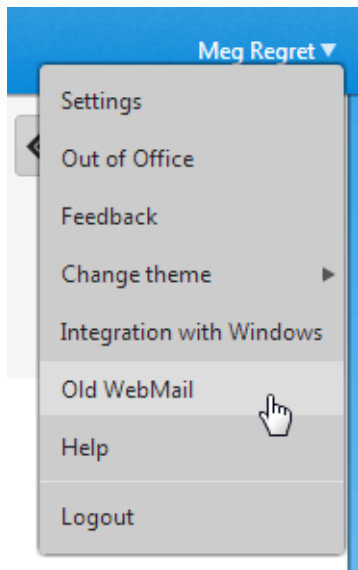 Meg Regret ▼
Settings
Out of Office
Feedback
Change theme ▶
Integration with Windows
Old WebMail
Help
Logout